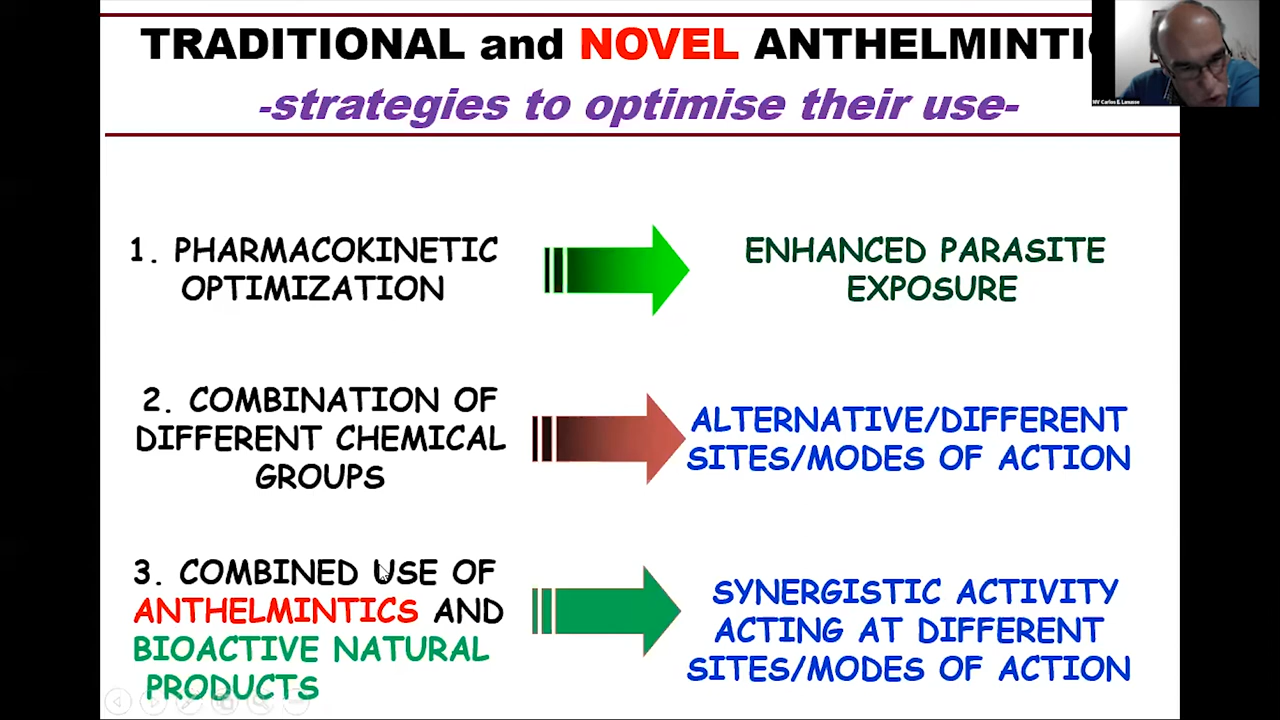 TRADITIONAL and NOVEL ANTHELMINTIC
-strategies to optimise their use-
1. PHARMACOKINETIC
OPTIMIZATION
ENHANCED PARASITE
EXPOSURE
2. COMBINATION OF
DIFFERENT CHEMICAL
GROUPS
ALTERNATIVE/DIFFERENT
SITES/MODES OF ACTION
3. COMBINED USE OF
ANTHELMINTICS AND
BIOACTIVE NATURAL
PRODUCTS
SYNERGISTIC ACTIVITY
ACTING AT DIFFERENT
SITES/MODES OF ACTION